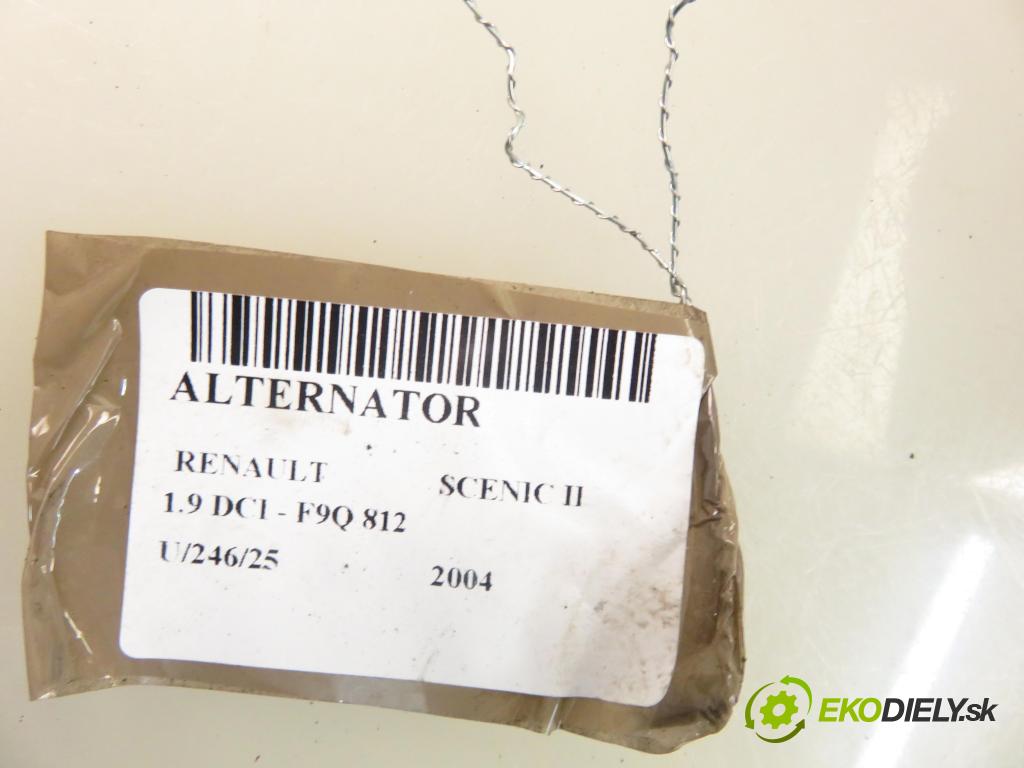 ALTERNATOR
RENAULT SCENIC II
1.9 DCI - F9Q 812
U/246/25 2004
EKODIELY.sk